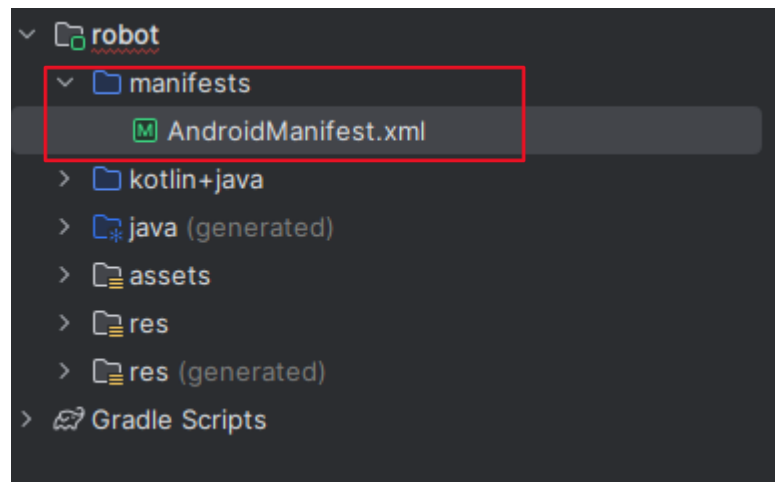 robot
manifests
AndroidManifest.xml
kotlin+java
java (generated)
assets
res
res (generated)
Gradle Scripts